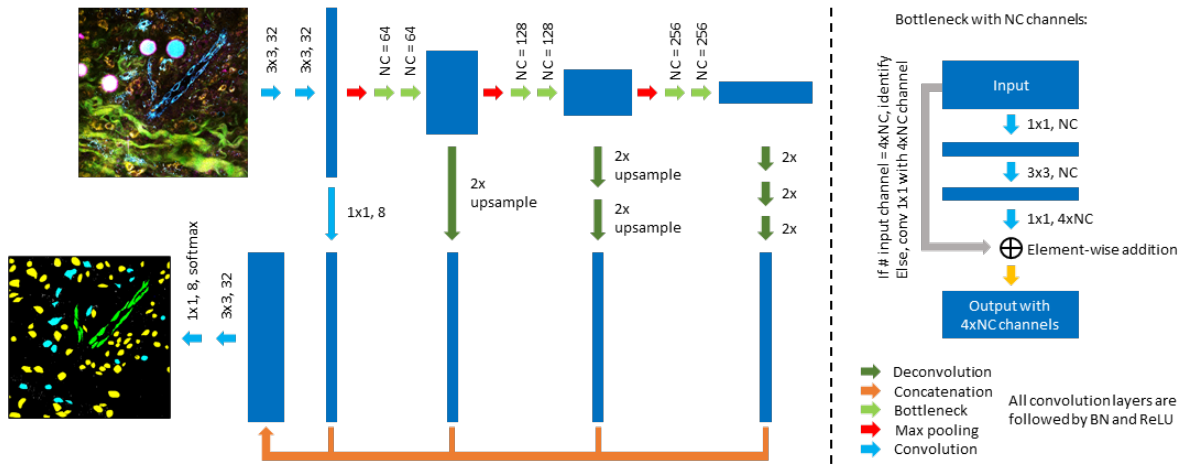 3x3, 32
3x3, 32
NC = 64
NC = 64
NC = 128
NC = 128
NC = 256
NC = 256
2x
upsample
2x
upsample
2x
upsample
2x
2x
2x
1x1, 8
1x1, 8, softmax
3x3, 32
Bottleneck with NC channels:
If # input channel = 4xNC, identify
Else, conv 1x1 with 4xNC channel
Input
1x1, NC
3x3, NC
1x1, 4xNC
Element-wise addition
Output with
4xNC channels
Deconvolution
Concatenation
Bottleneck
Max pooling
Convolution
All convolution layers are
followed by BN and ReLU